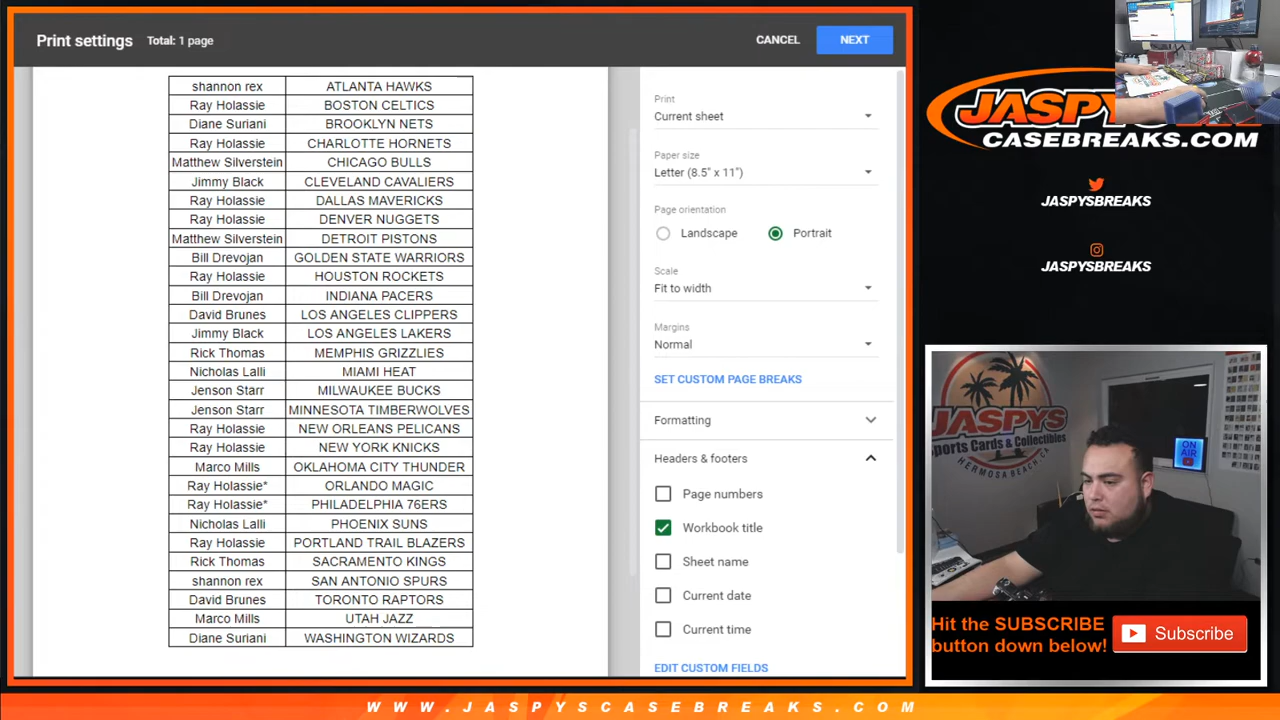 Print settings Total: 1 page CANCEL NEXT
shannon rex ATLANTA HAWKS
Ray Holassie BOSTON CELTICS
Diane Suriani BROOKLYN NETS
Ray Holassie CHARLOTTE HORNETS
Matthew Silverstein CHICAGO BULLS
Jimmy Black CLEVELAND CAVALIERS
Ray Holassie DALLAS MAVERICKS
Ray Holassie DENVER NUGGETS
Matthew Silverstein DETROIT PISTONS
Bill Drevojan GOLDEN STATE WARRIORS
Ray Holassie HOUSTON ROCKETS
Bill Drevojan INDIANA PACERS
David Brunes LOS ANGELES CLIPPERS
Jimmy Black LOS ANGELES LAKERS
Rick Thomas MEMPHIS GRIZZLIES
Nicholas Lalli MIAMI HEAT
Jenson Starr MILWAUKEE BUCKS
Jenson Starr MINNESOTA TIMBERWOLVES
Ray Holassie NEW ORLEANS PELICANS
Ray Holassie NEW YORK KNICKS
Marco Mills OKLAHOMA CITY THUNDER
Ray Holassie* ORLANDO MAGIC
Ray Holassie* PHILADELPHIA 76ERS
Nicholas Lalli PHOENIX SUNS
Ray Holassie PORTLAND TRAIL BLAZERS
Rick Thomas SACRAMENTO KINGS
shannon rex SAN ANTONIO SPURS
David Brunes TORONTO RAPTORS
Marco Mills UTAH JAZZ
Diane Suriani WASHINGTON WIZARDS
Print
Current sheet
Paper size
Letter (8.5" x 11")
Page orientation
Landscape Portrait
Scale
Fit to width
Margins
Normal
SET CUSTOM PAGE BREAKS
Formatting
Headers & footers
Page numbers
Workbook title
Sheet name
Current date
Current time
EDIT CUSTOM FIELDS
JASPYS
CASEBREAKS.COM
JASPYSBREAKS
JASPYSBREAKS
JASPYS
Sports Cards & Collectibles
HERMOSA BEACH, CA
ON
AIR
Hit the SUBSCRIBE
button down below!
Subscribe
WWW.JASPYSCASEBREAKS.COM